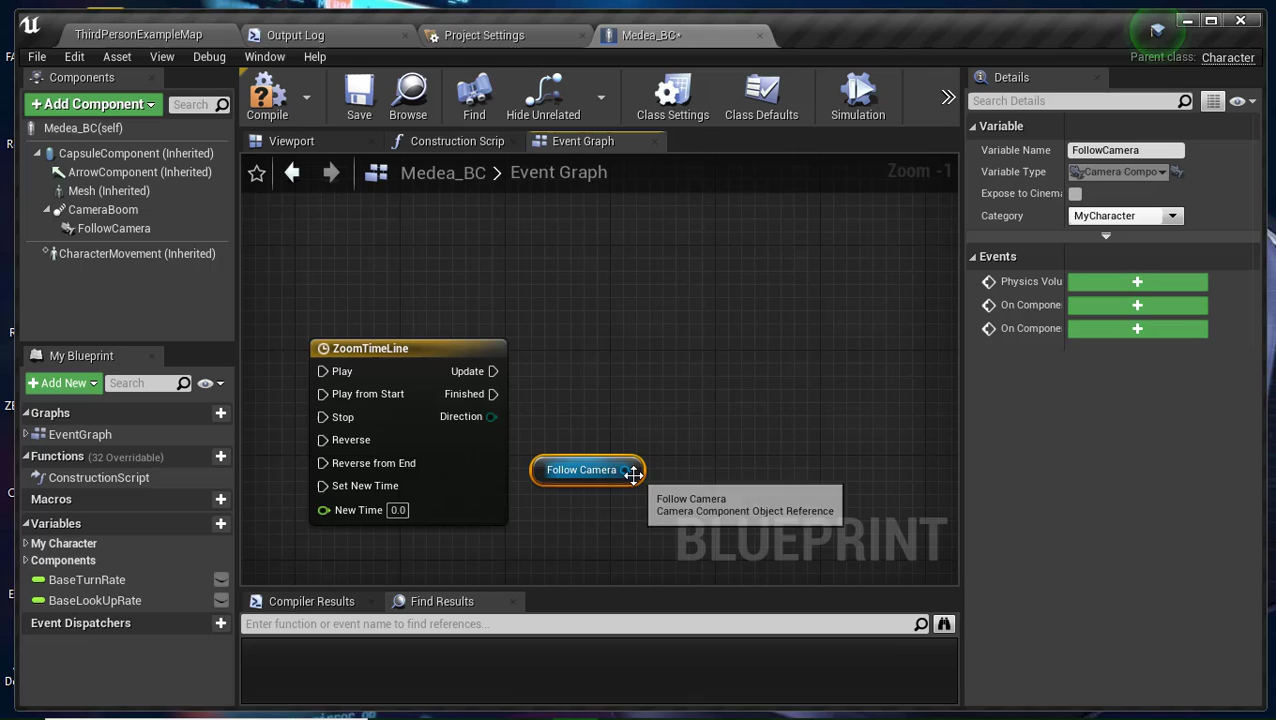 ThirdPersonExampleMap
Output Log
Project Settings
Medea_BC*
File Edit Asset View Debug Window Help
Parent class: Character
Components
+ Add Component
Search
Medea_BC(self)
CapsuleComponent (Inherited)
ArrowComponent (Inherited)
Mesh (Inherited)
CameraBoom
FollowCamera
CharacterMovement (Inherited)
My Blueprint
+ Add New
Search
Graphs
EventGraph
Functions (32 Overridable)
ConstructionScript
Macros
Variables
My Character
Components
BaseTurnRate
BaseLookUpRate
Event Dispatchers
Compile
Save
Browse
Find
Hide Unrelated
Class Settings
Class Defaults
Simulation
Viewport
Construction Scrip
Event Graph
Medea_BC > Event Graph
Zoom -1
ZoomTimeLine
Play
Update
Play from Start
Finished
Stop
Direction
Reverse
Reverse from End
Set New Time
New Time 0.0
Follow Camera
Follow Camera
Camera Component Object Reference
BLUEPRINT
Compiler Results
Find Results
Enter function or event name to find references...
Details
Search Details
Variable
Variable Name FollowCamera
Variable Type Camera Compo
Expose to Cinema
Category MyCharacter
Events
Physics Volu
On Compone
On Compone